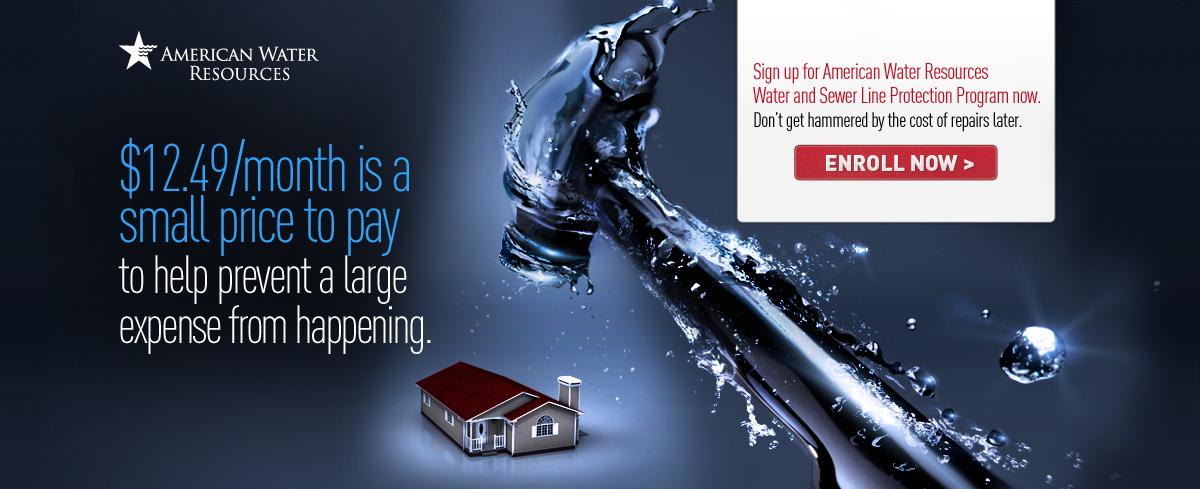 American Water
Resources
$12.49/month is a
small price to pay
to help prevent a large
expense from happening.
Sign up for American Water Resources
Water and Sewer Line Protection Program now.
Don't get hammered by the cost of repairs later.
ENROLL NOW >